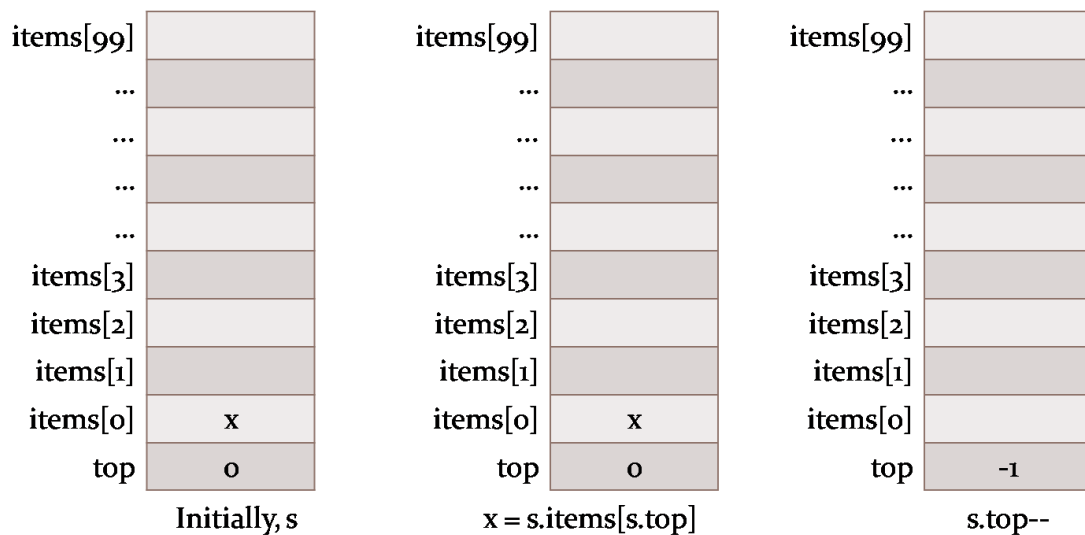 items[99] items[99] items[99]
... ... ...
... ... ...
... ... ...
... ... ...
items[3] items[3] items[3]
items[2] items[2] items[2]
items[1] items[1] items[1]
items[0] x items[0] x items[0]
top 0 top 0 top -1
Initially, s x = s.items[s.top] s.top--